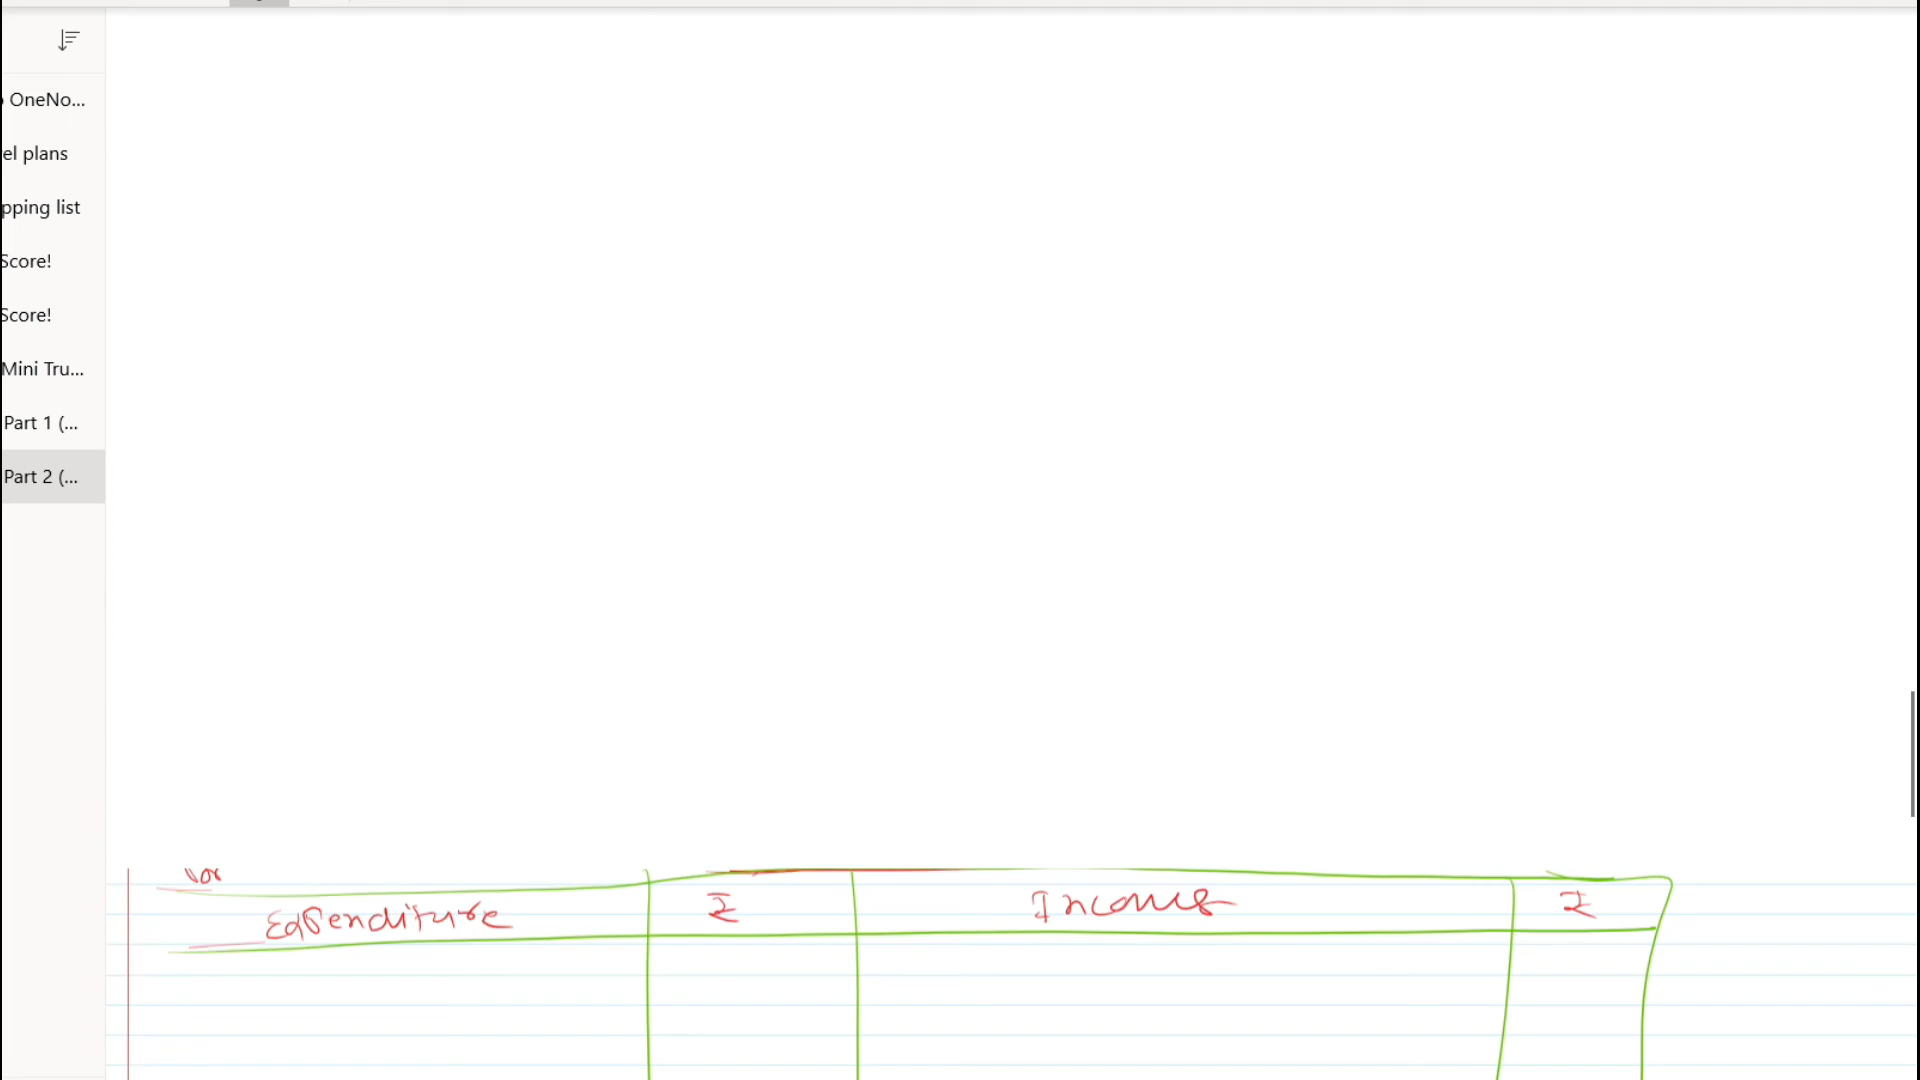 OneNo...
el plans
pping list
Score!
Score!
Mini Tru...
Part 1 (...
Part 2 (...
Expenditure ₹ Income ₹